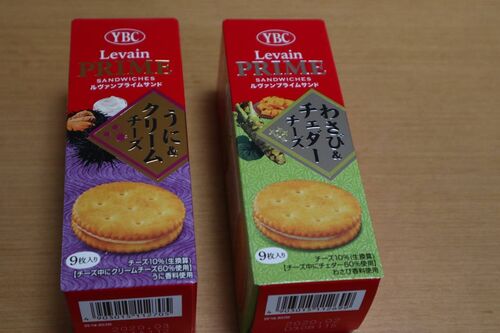 YBC
Levain
PRIME
SANDWICHES
ルヴァンプライムサンド
うに&
クリーム
チーズ
9枚入り
チーズ10%(生換算)
【チーズ中にクリームチーズ60%使用】
うに香料使用
YBC
Levain
PRIME
SANDWICHES
ルヴァンプライムサンド
わさび&
チェダー
チーズ
9枚入り
チーズ10%(生換算)
【チーズ中にチェダー60%使用】
わさび香料使用